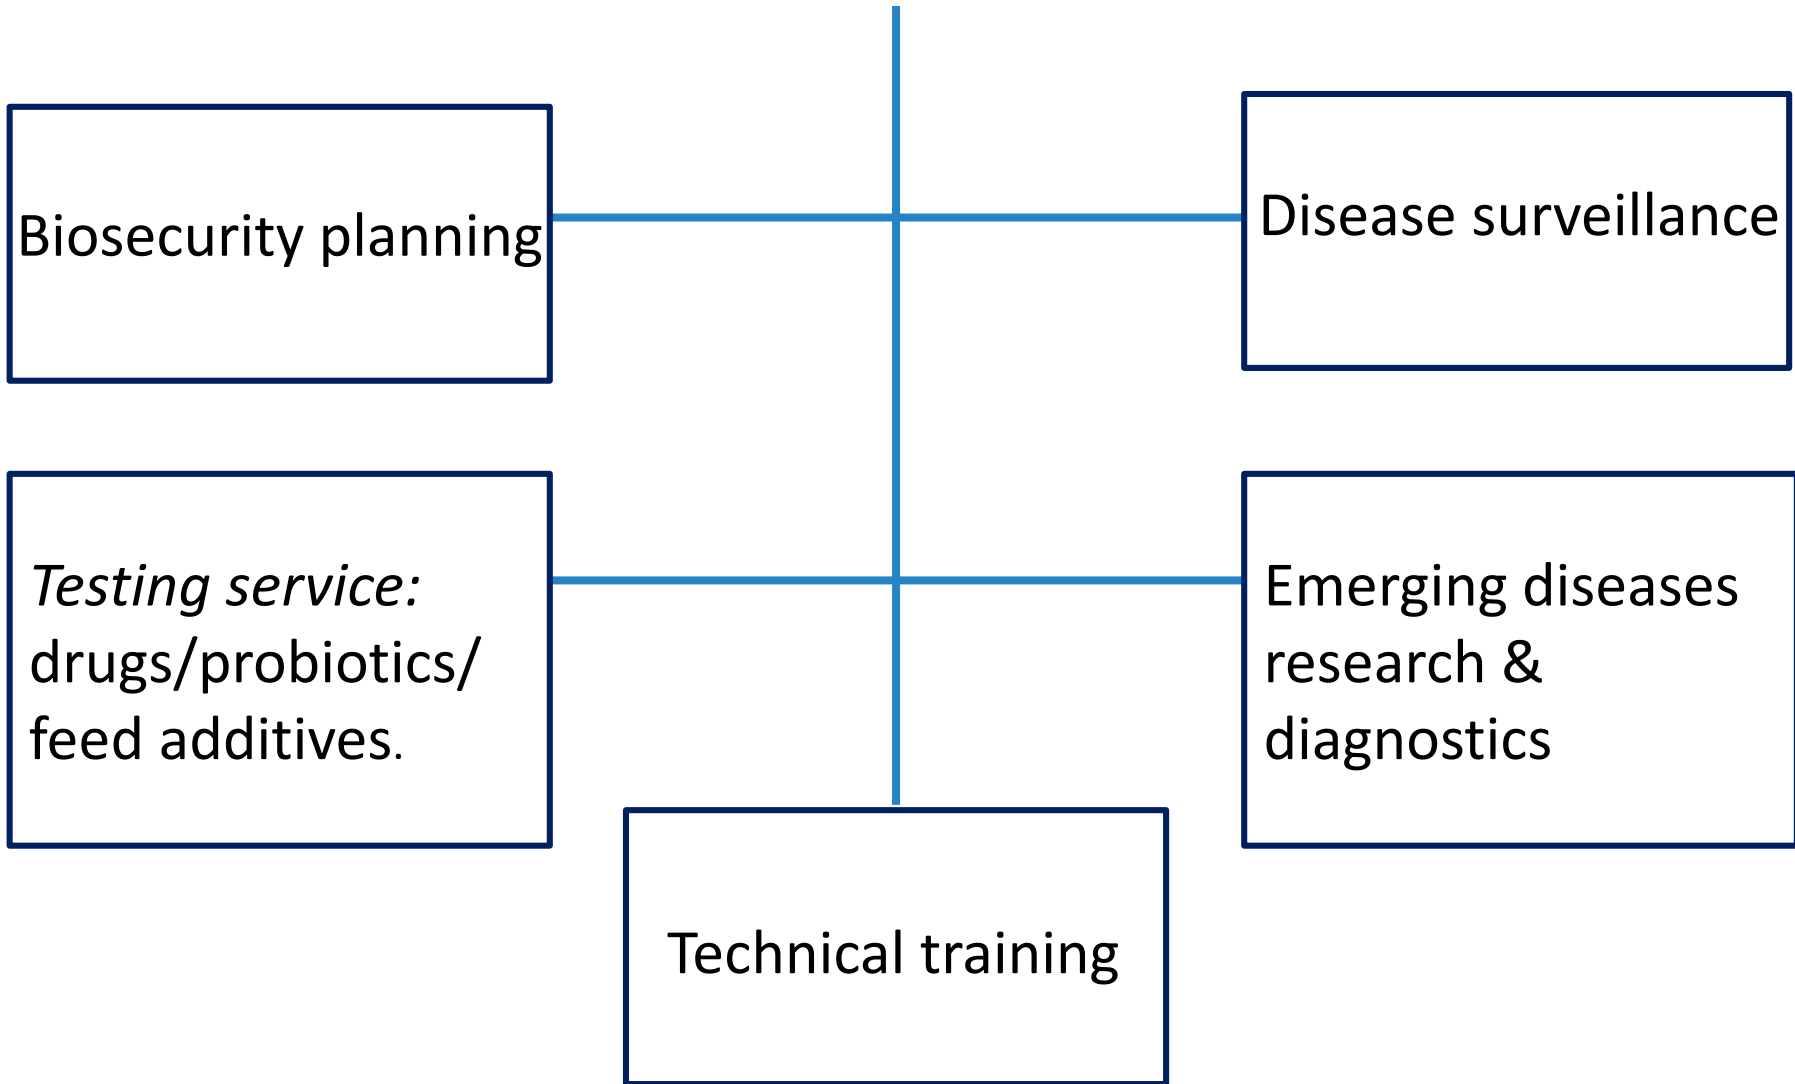 Biosecurity planning
Disease surveillance
Testing service:
drugs/probiotics/
feed additives.
Emerging diseases
research &
diagnostics
Technical training